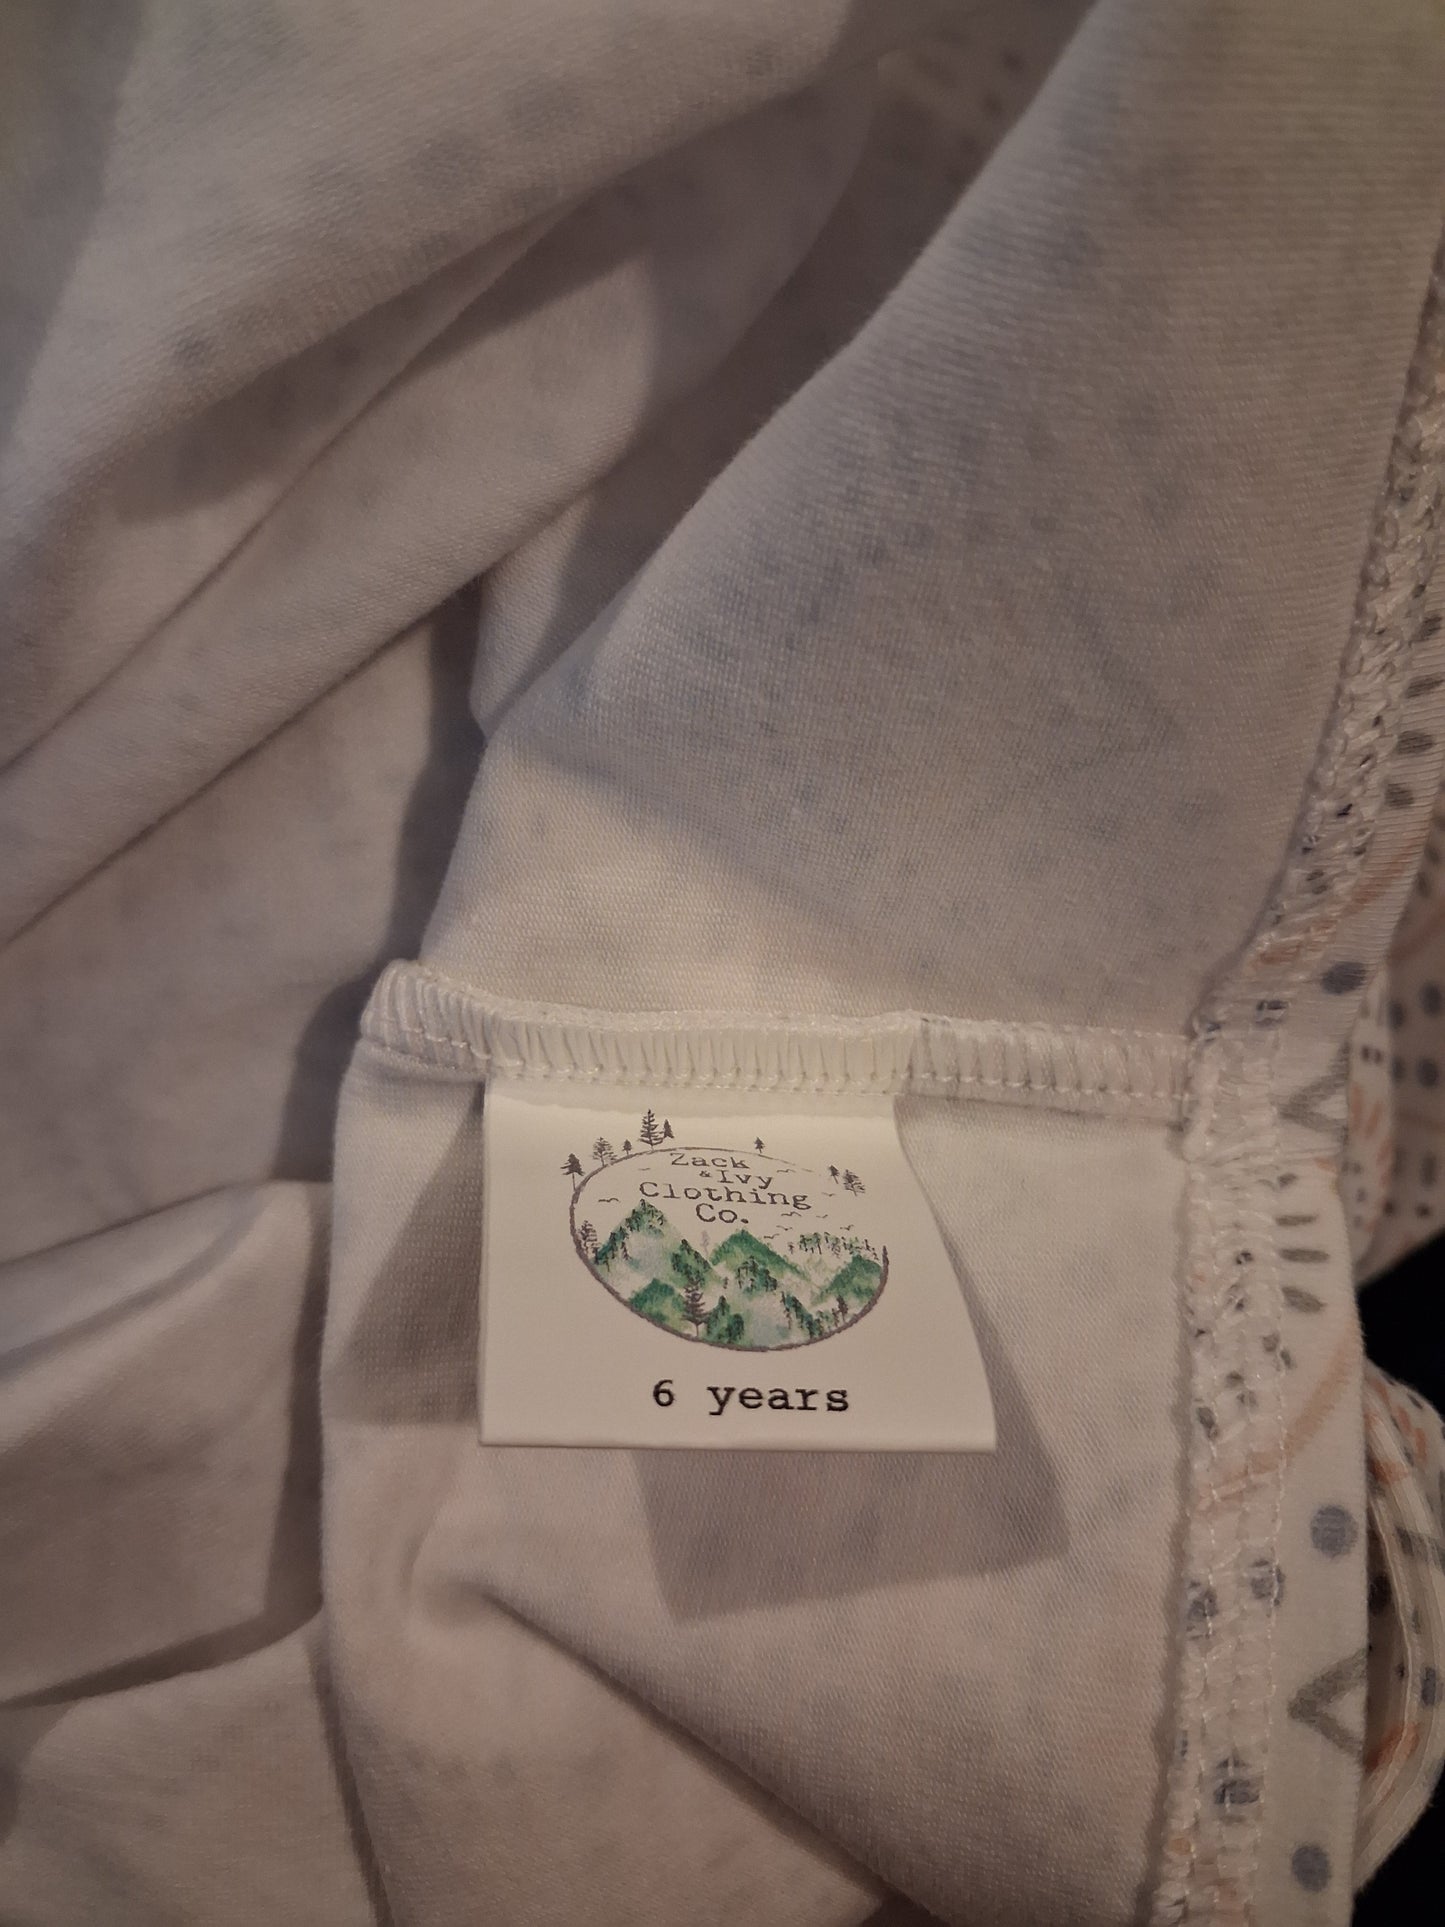 Zack
& Ivy
Clothing
Co.
6 years